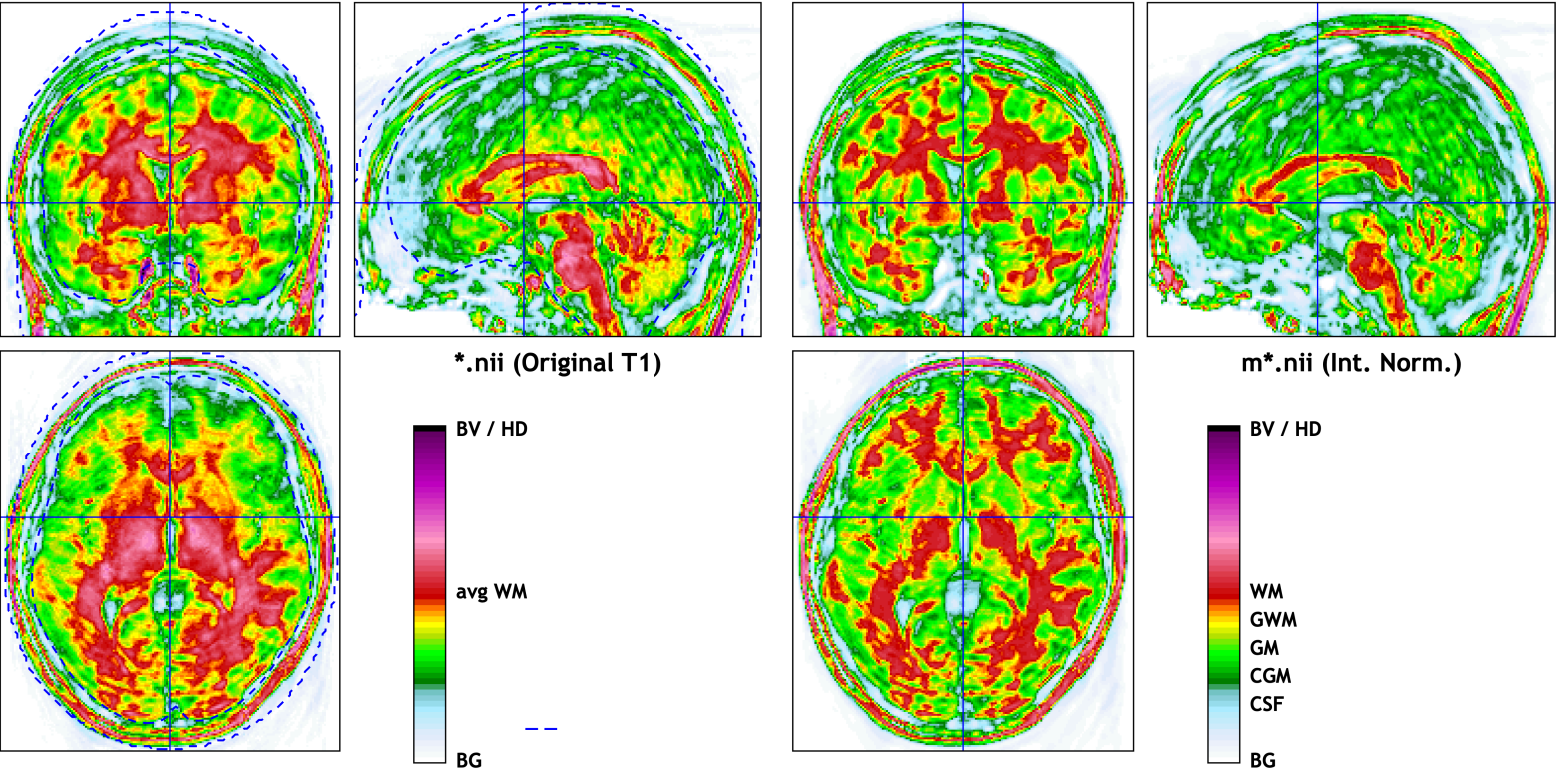 *.nii (Original T1)
BV / HD
avg WM
BG
m*.nii (Int. Norm.)
BV / HD
WM
GWM
GM
CGM
CSF
BG